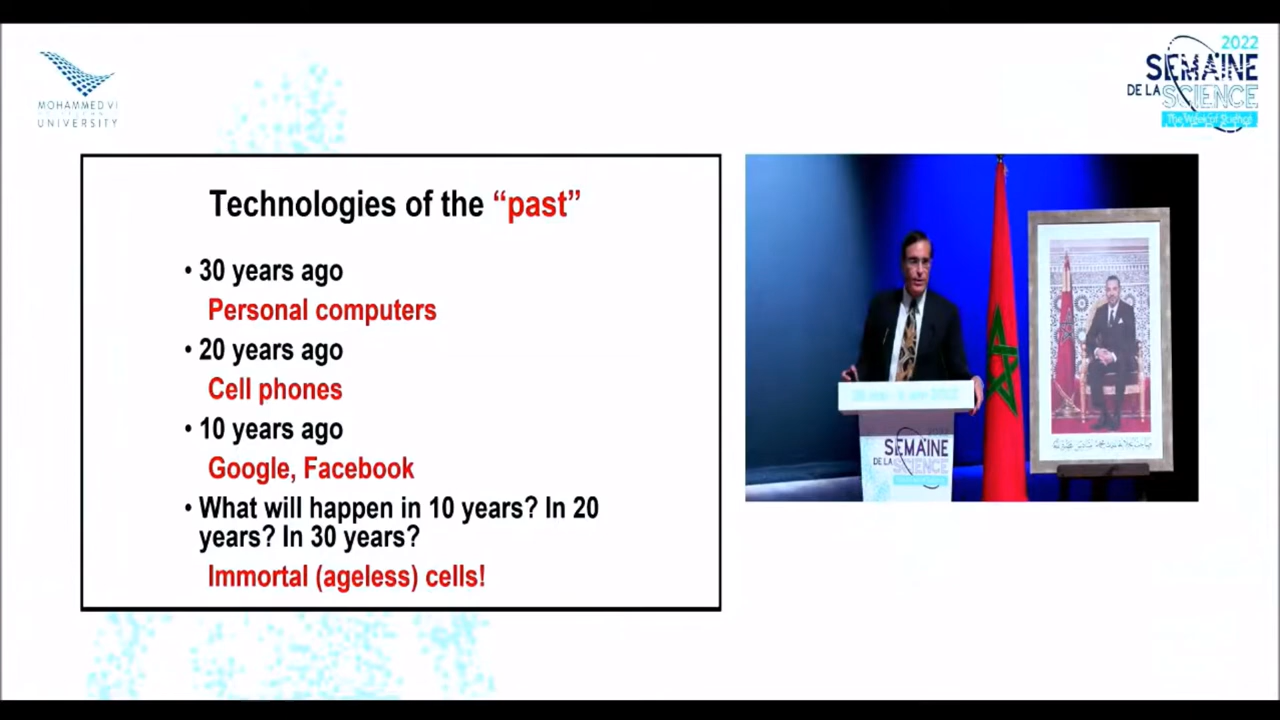 MOHAMMED VI
UNIVERSITY
2022
SEMAINE
DE LA SCIENCE
The Week of Science
Technologies of the “past”
• 30 years ago
Personal computers
• 20 years ago
Cell phones
• 10 years ago
Google, Facebook
• What will happen in 10 years? In 20
years? In 30 years?
Immortal (ageless) cells!
2022
SEMAINE
DE LA SCIENCE